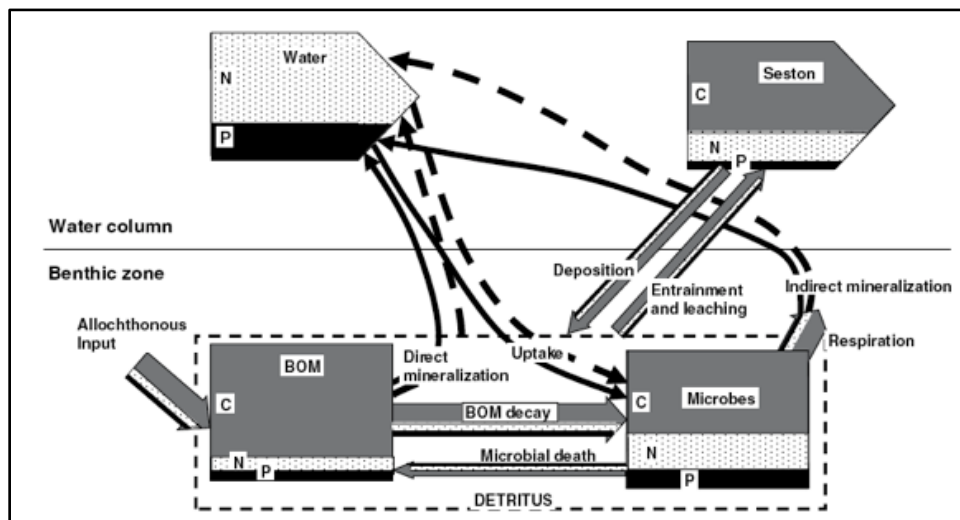 Water
N
P
Seston
C
N
P
Water column
Benthic zone
Deposition
Entrainment
and leaching
Indirect mineralization
Allochthonous
Input
Respiration
BOM
C
N
P
Direct
mineralization
Uptake
BOM decay
Microbial death
Microbes
C
N
P
DETRITUS